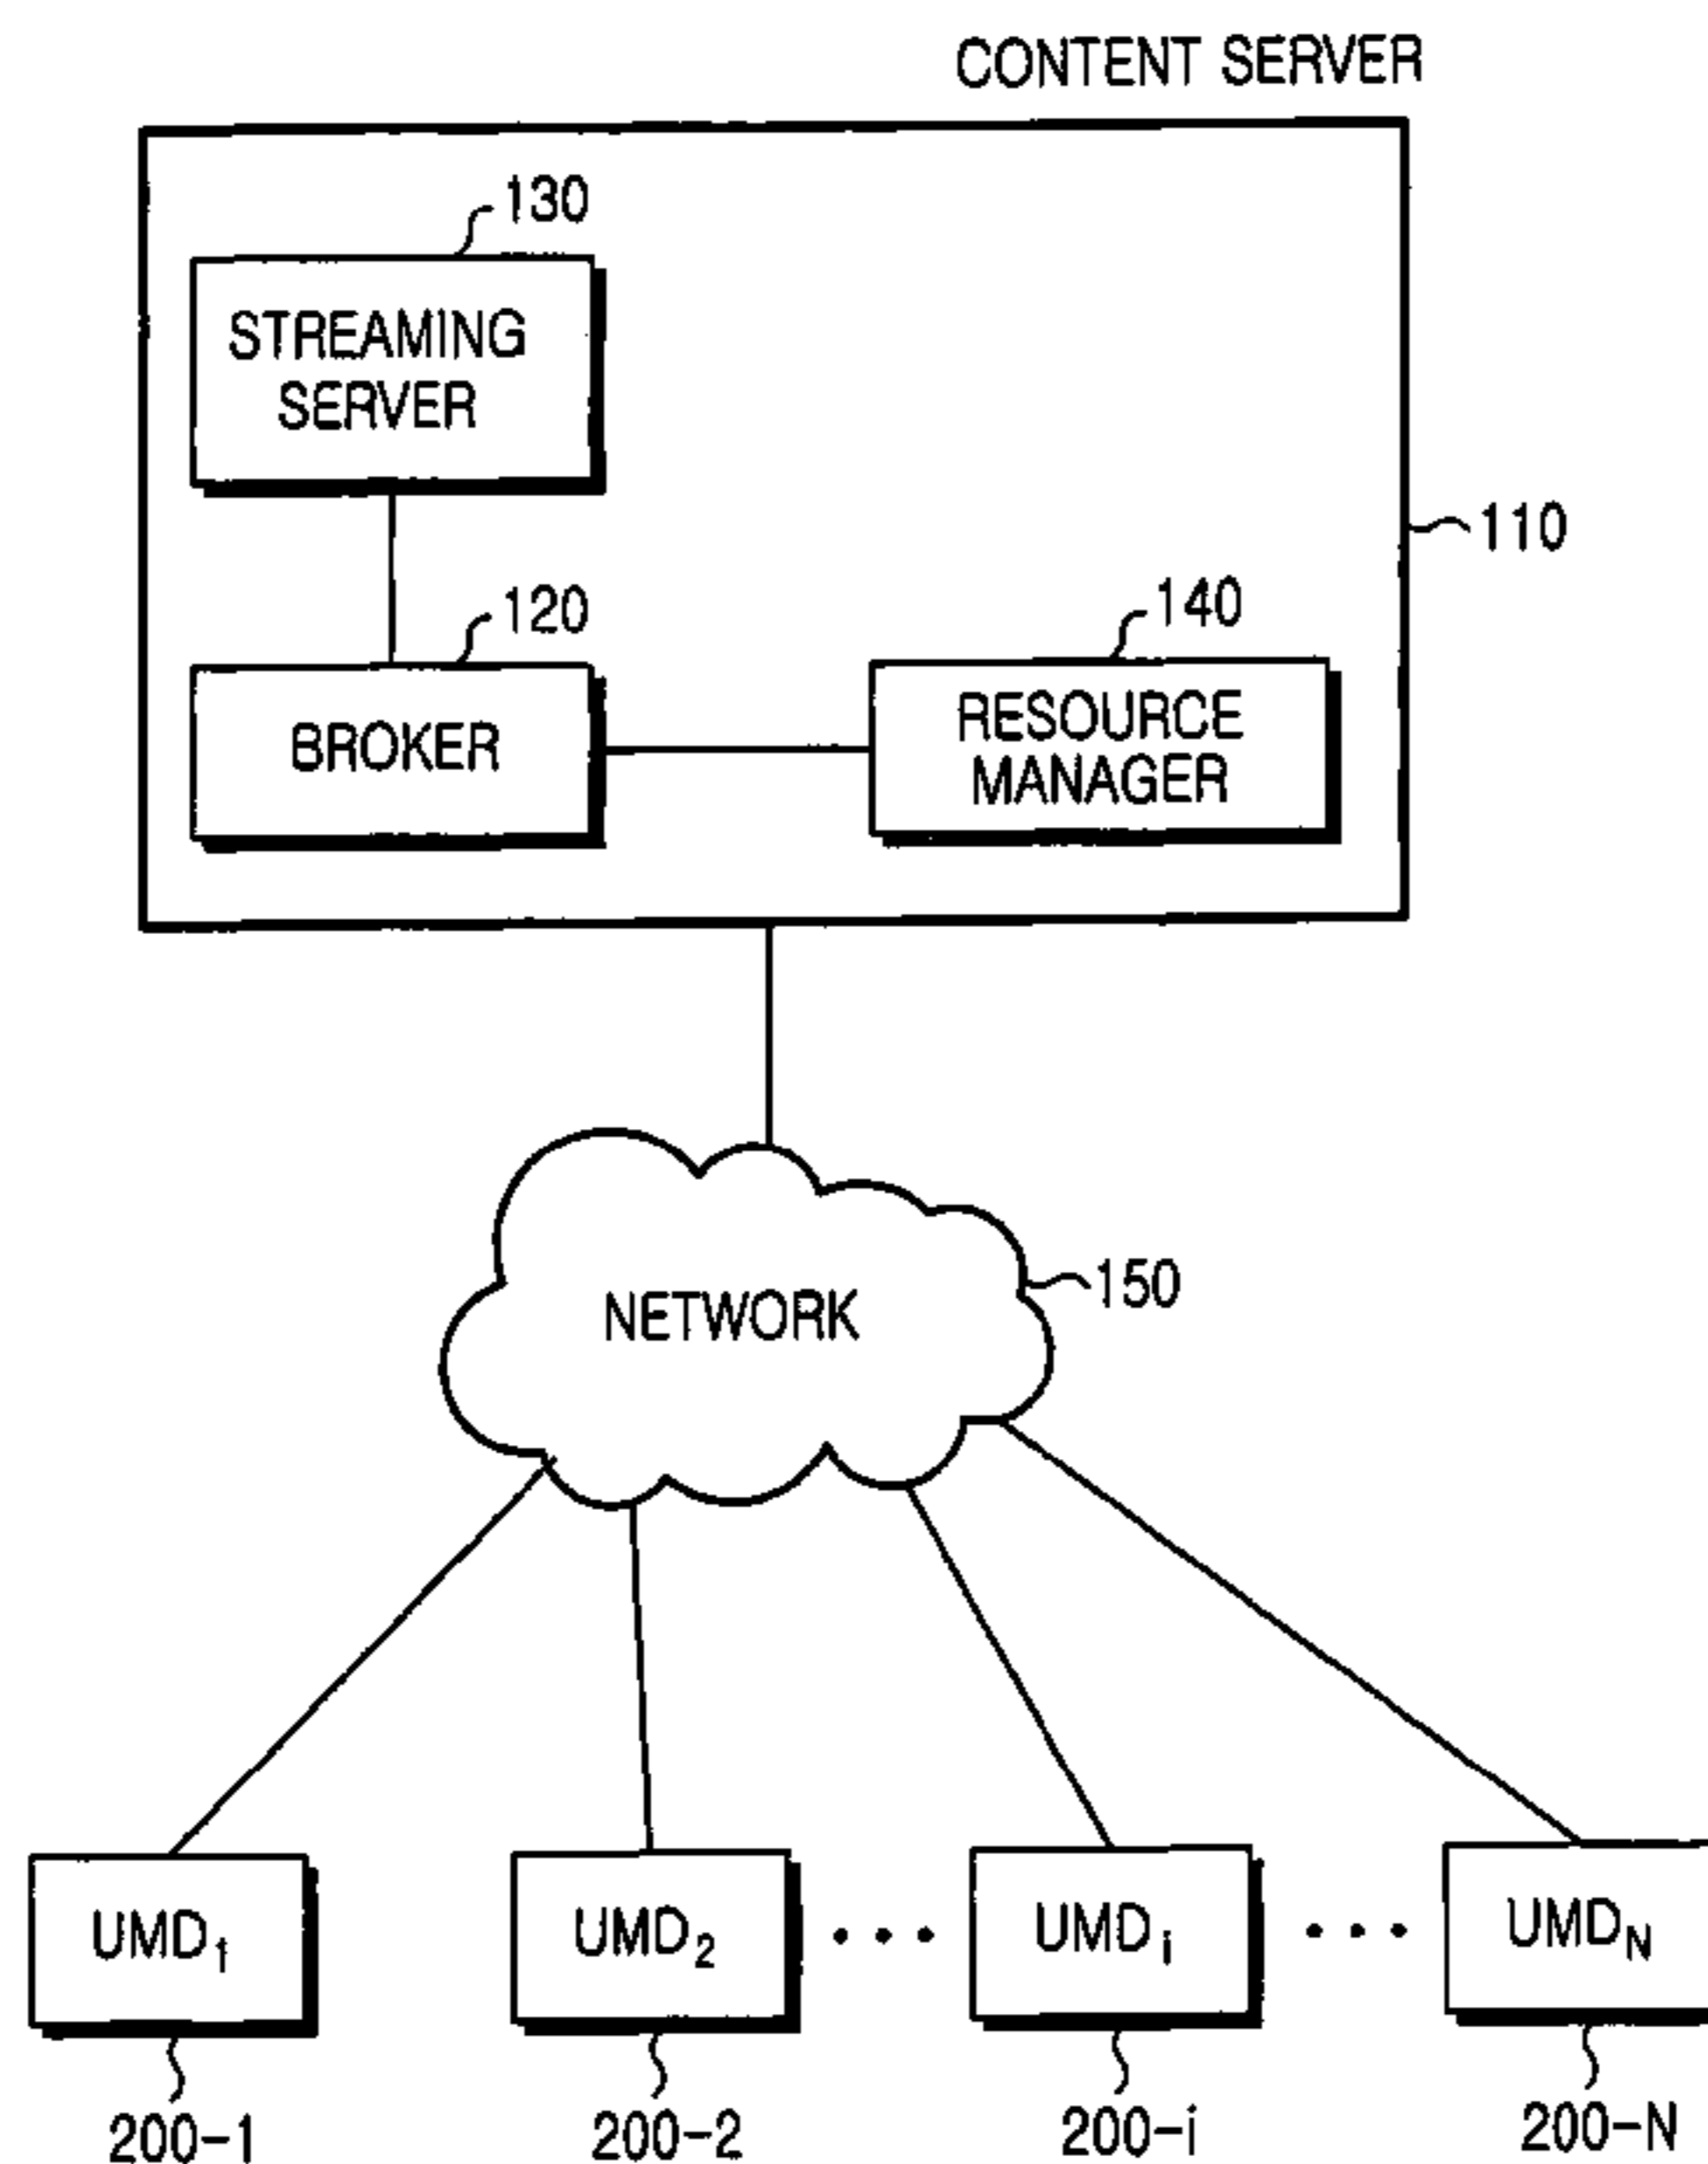 CONTENT SERVER
130
STREAMING
SERVER
110
120
140
BROKER
RESOURCE
MANAGER
150
NETWORK
UMD1
UMD2
...
UMDi
...
UMDN
200-1
200-2
200-i
200-N